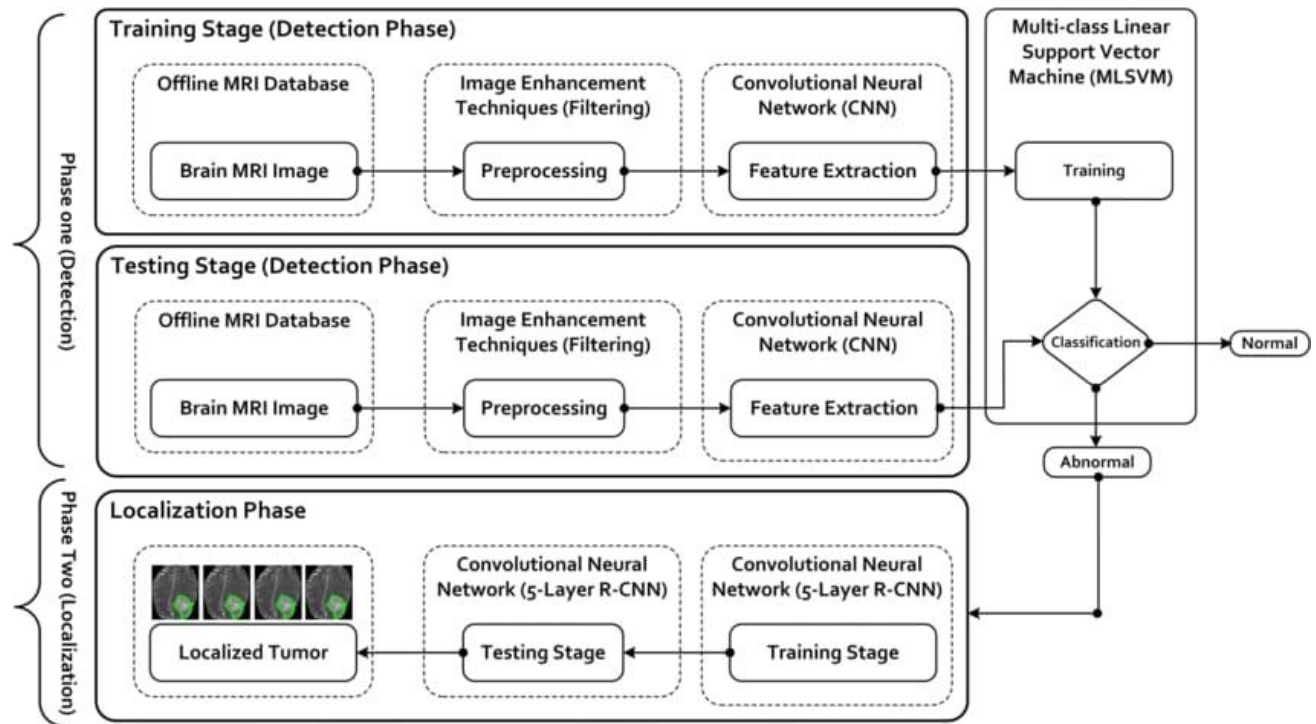 Training Stage (Detection Phase)
Offline MRI Database
Brain MRI Image
Image Enhancement
Techniques (Filtering)
Preprocessing
Convolutional Neural
Network (CNN)
Feature Extraction
Multi-class Linear
Support Vector
Machine (MLSVM)
Training
Classification
Normal
Abnormal
Phase one (Detection)
Testing Stage (Detection Phase)
Offline MRI Database
Brain MRI Image
Image Enhancement
Techniques (Filtering)
Preprocessing
Convolutional Neural
Network (CNN)
Feature Extraction
Phase Two (Localization)
Localization Phase
Localized Tumor
Convolutional Neural
Network (5-Layer R-CNN)
Testing Stage
Convolutional Neural
Network (5-Layer R-CNN)
Training Stage